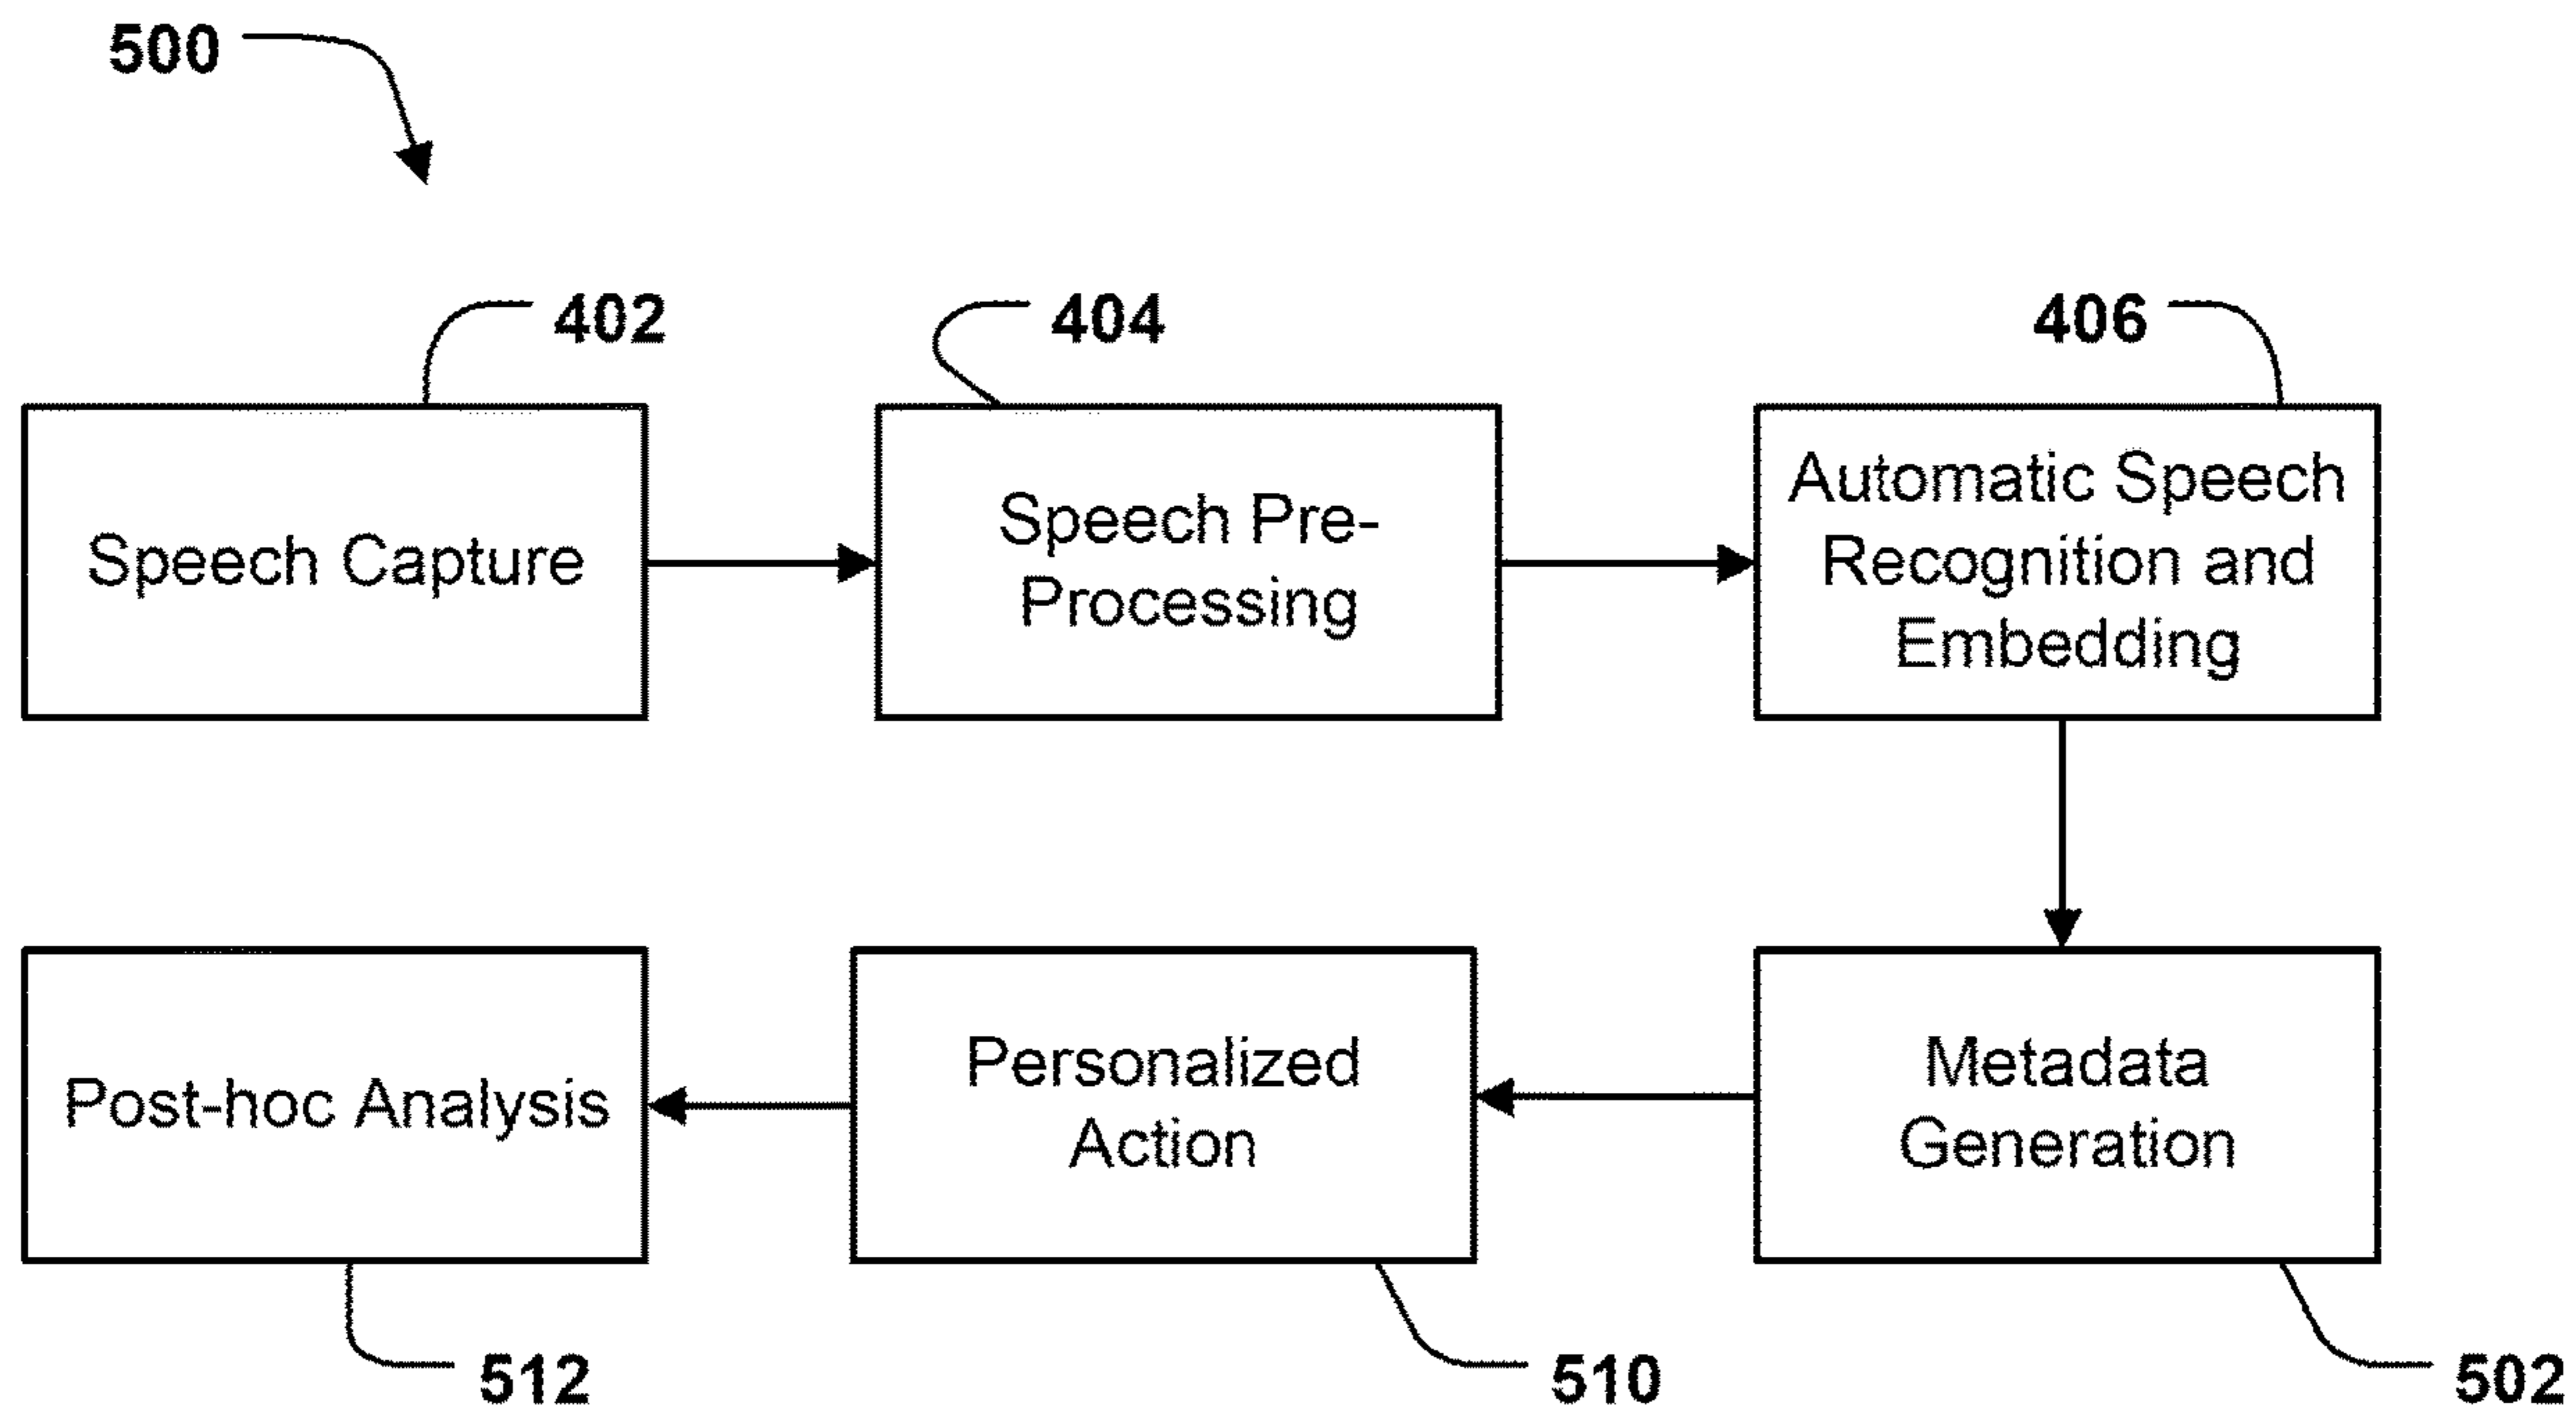 500
402
404
406
Speech Capture
Speech Pre-
Processing
Automatic Speech
Recognition and
Embedding
Post-hoc Analysis
Personalized
Action
Metadata
Generation
512
510
502